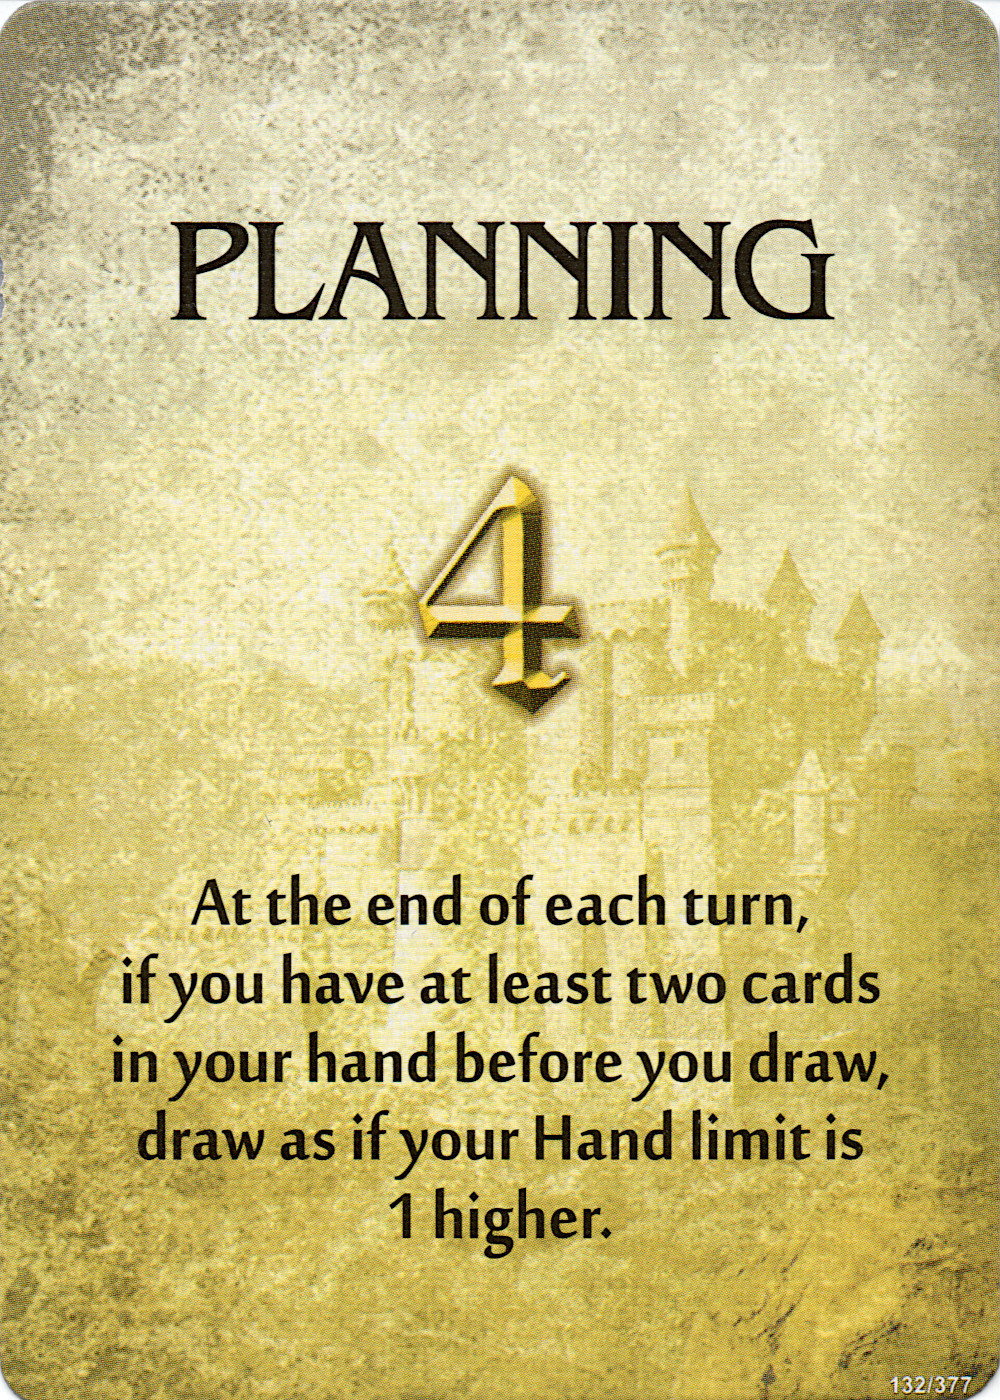 PLANNING
4
At the end of each turn,
if you have at least two cards
in your hand before you draw,
draw as if your Hand limit is
1 higher.
132/377